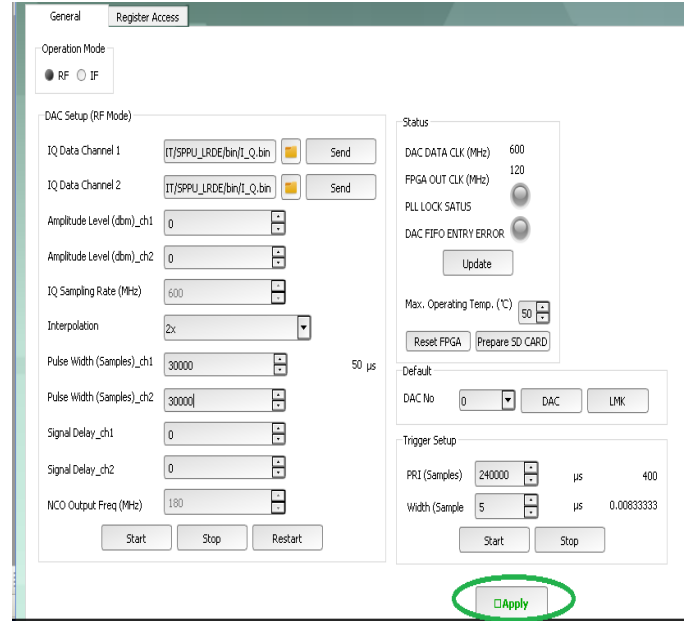 General Register Access
Operation Mode
RF IF
DAC Setup (RF Mode)
IQ Data Channel 1 IT/SPPU_LRDE/bin/I_Q.bin Send
IQ Data Channel 2 IT/SPPU_LRDE/bin/I_Q.bin Send
Amplitude Level (dbm)_ch1 0
Amplitude Level (dbm)_ch2 0
IQ Sampling Rate (MHz) 600
Interpolation 2x
Pulse Width (Samples)_ch1 30000 50 µs
Pulse Width (Samples)_ch2 30000
Signal Delay_ch1 0
Signal Delay_ch2 0
NCO Output Freq (MHz) 180
Start Stop Restart
Status
DAC DATA CLK (MHz) 600
FPGA OUT CLK (MHz) 120
PLL LOCK SATUS
DAC FIFO ENTRY ERROR
Update
Max. Operating Temp. (℃) 50
Reset FPGA Prepare SD CARD
Default
DAC No 0 DAC LMK
Trigger Setup
PRI (Samples) 240000 µs 400
Width (Sample 5 µs 0.00833333
Start Stop
Apply